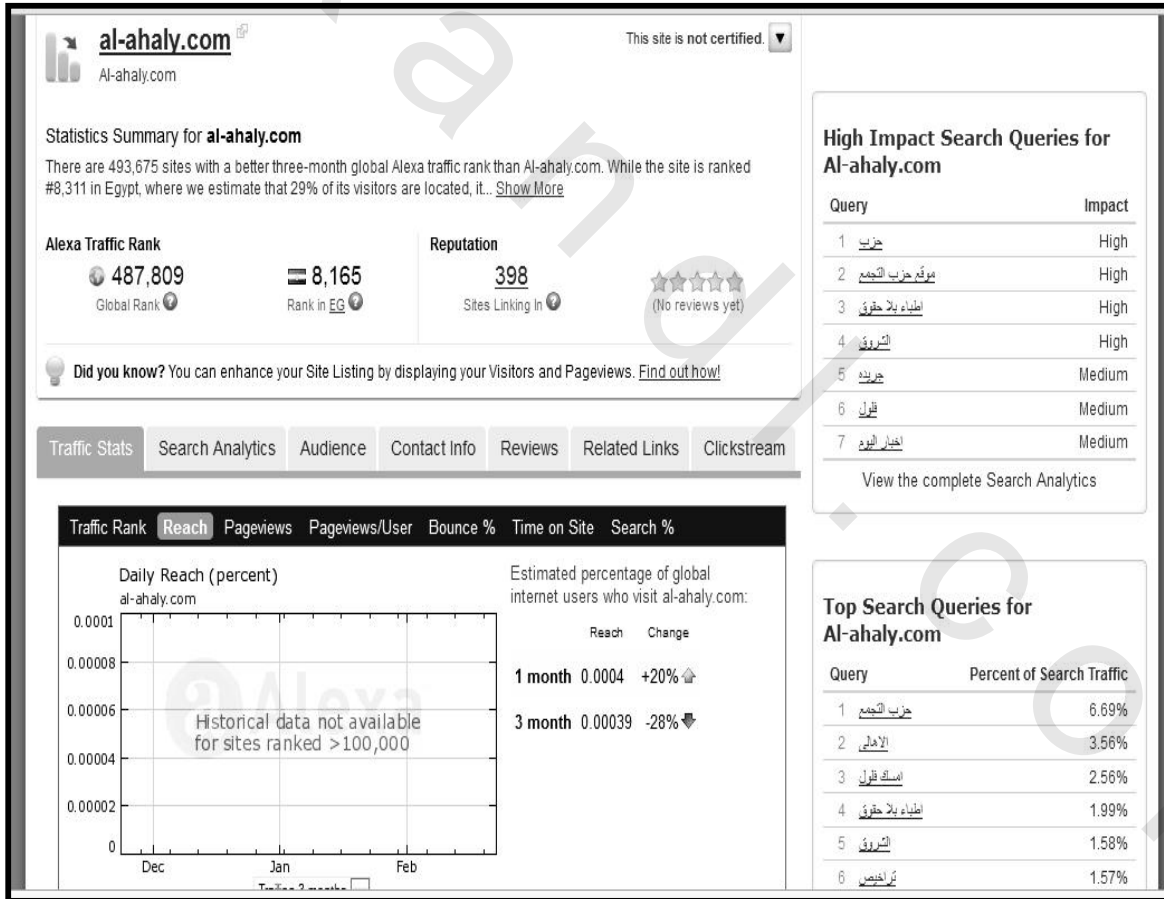 al-ahaly.com
This site is not certified.
Al-ahaly.com
Statistics Summary for al-ahaly.com
There are 493,675 sites with a better three-month global Alexa traffic rank than Al-ahaly.com. While the site is ranked
#8,311 in Egypt, where we estimate that 29% of its visitors are located, it... Show More
Alexa Traffic Rank
487,809
Global Rank
8,165
Rank in EG
Reputation
398
Sites Linking In
(No reviews yet)
Did you know? You can enhance your Site Listing by displaying your Visitors and Pageviews. Find out how!
Traffic Stats Search Analytics Audience Contact Info Reviews Related Links Clickstream
Traffic Rank Reach Pageviews Pageviews/User Bounce % Time on Site Search %
Daily Reach (percent)
al-ahaly.com
0.0001
0.00008
0.00006
0.00004
0.00002
0
Alexa
Historical data not available
for sites ranked >100,000
Dec Jan Feb
Trailing 3 months
Estimated percentage of global
internet users who visit al-ahaly.com:
Reach Change
1 month 0.0004 +20%
3 month 0.00039 -28%
High Impact Search Queries for
Al-ahaly.com
Query Impact
1 حزب High
2 موقع حزب التجمع High
3 اطباء بلا حقوق High
4 الشروق High
5 جريده Medium
6 فلول Medium
7 اخبار اليوم Medium
View the complete Search Analytics
Top Search Queries for
Al-ahaly.com
Query Percent of Search Traffic
1 حزب التجمع 6.69%
2 الاهالى 3.56%
3 امسك فلول 2.56%
4 اطباء بلا حقوق 1.99%
5 الشروق 1.58%
6 تراخيص 1.57%